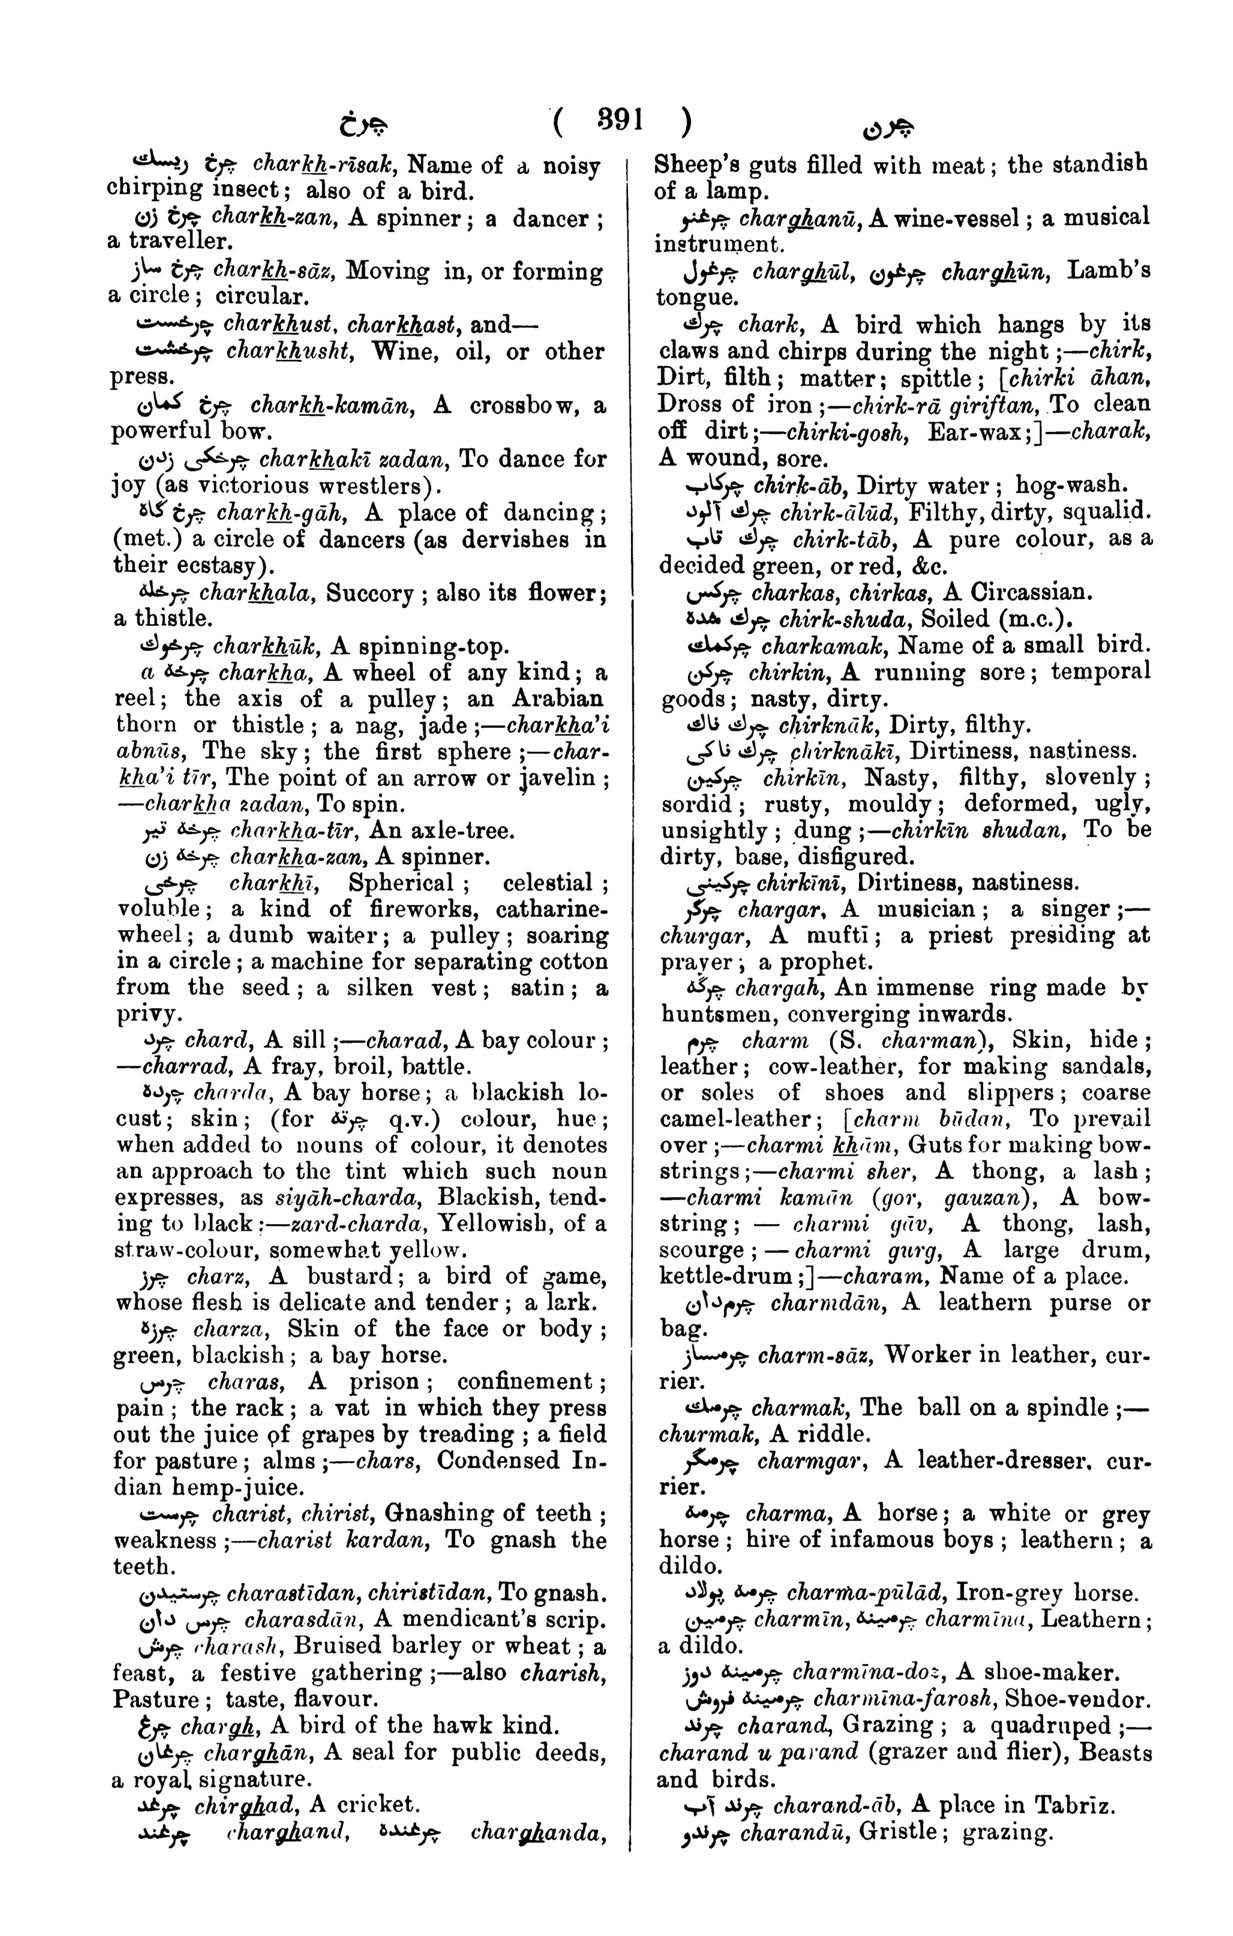 چرخ ( 391 ) چرن
چرخ ريسك charkh-rīsak, Name of a noisy
chirping insect; also of a bird.
چرخ زن charkh-zan, A spinner; a dancer;
a traveller.
چرخ ساز charkh-sāz, Moving in, or forming
a circle; circular.
چرخست charkhust, charkhast, and—
چرخشت charkhusht, Wine, oil, or other
press.
چرخ كمان charkh-kamān, A crossbow, a
powerful bow.
چرخكى زدن charkhakī zadan, To dance for
joy (as victorious wrestlers).
چرخ گاه charkh-gāh, A place of dancing;
(met.) a circle of dancers (as dervishes in
their ecstasy).
چرخله charkhala, Succory; also its flower;
a thistle.
چرخوك charkhūk, A spinning-top.
a چرخه charkha, A wheel of any kind; a
reel; the axis of a pulley; an Arabian
thorn or thistle; a nag, jade;—charkha'i
abnūs, The sky; the first sphere;—char-
kha'i tīr, The point of an arrow or javelin;
—charkha zadan, To spin.
چرخه تير charkha-tīr, An axle-tree.
چرخه زن charkha-zan, A spinner.
چرخى charkhī, Spherical; celestial;
voluble; a kind of fireworks, catharine-
wheel; a dumb waiter; a pulley; soaring
in a circle; a machine for separating cotton
from the seed; a silken vest; satin; a
privy.
چرد chard, A sill;—charad, A bay colour;
—charrad, A fray, broil, battle.
چرده charda, A bay horse; a blackish lo-
cust; skin; (for چرته q.v.) colour, hue;
when added to nouns of colour, it denotes
an approach to the tint which such noun
expresses, as siyāh-charda, Blackish, tend-
ing to black;—zard-charda, Yellowish, of a
straw-colour, somewhat yellow.
چرز charz, A bustard; a bird of game,
whose flesh is delicate and tender; a lark.
چرزه charza, Skin of the face or body;
green, blackish; a bay horse.
چرس charas, A prison; confinement;
pain; the rack; a vat in which they press
out the juice of grapes by treading; a field
for pasture; alms;—chars, Condensed In-
dian hemp-juice.
چرست charist, chirist, Gnashing of teeth;
weakness;—charist kardan, To gnash the
teeth.
چرستيدن charastīdan, chiristīdan, To gnash.
چرس دان charasdān, A mendicant's scrip.
چرش charash, Bruised barley or wheat; a
feast, a festive gathering;—also charish,
Pasture; taste, flavour.
چرغ chargh, A bird of the hawk kind.
چرغان charghān, A seal for public deeds,
a royal signature.
چرغد chirghad, A cricket.
چرغند charghand, چرغنده charghanda,
Sheep's guts filled with meat; the standish
of a lamp.
چرغنو charghanū, A wine-vessel; a musical
instrument.
چرغول charghūl, چرغون charghūn, Lamb's
tongue.
چرك chark, A bird which hangs by its
claws and chirps during the night;—chirk,
Dirt, filth; matter; spittle; [chirki āhan,
Dross of iron;—chirk-rā giriftan, To clean
off dirt;—chirki-gosh, Ear-wax;]—charak,
A wound, sore.
چركاب chirk-āb, Dirty water; hog-wash.
چرك آلود chirk-ālūd, Filthy, dirty, squalid.
چرك تاب chirk-tāb, A pure colour, as a
decided green, or red, &c.
چركس charkas, chirkas, A Circassian.
چرك شده chirk-shuda, Soiled (m.c.).
چركمك charkamak, Name of a small bird.
چركن chirkin, A running sore; temporal
goods; nasty, dirty.
چرك ناك chirknāk, Dirty, filthy.
چرك ناكى chirknākī, Dirtiness, nastiness.
چركين chirkīn, Nasty, filthy, slovenly;
sordid; rusty, mouldy; deformed, ugly,
unsightly; dung;—chirkīn shudan, To be
dirty, base, disfigured.
چركينى chirkīnī, Dirtiness, nastiness.
چرگر chargar, A musician; a singer;—
churgar, A muftī; a priest presiding at
prayer; a prophet.
چرگه chargah, An immense ring made by
huntsmen, converging inwards.
چرم charm (S. charman), Skin, hide;
leather; cow-leather, for making sandals,
or soles of shoes and slippers; coarse
camel-leather; [charm būdan, To prevail
over;—charmi khām, Guts for making bow-
strings;—charmi sher, A thong, a lash;
—charmi kamān (gor, gauzan), A bow-
string; — charmi gāv, A thong, lash,
scourge; — charmi gurg, A large drum,
kettle-drum;]—charam, Name of a place.
چرم‌دان charmdān, A leathern purse or
bag.
چرمساز charm-sāz, Worker in leather, cur-
rier.
چرمك charmak, The ball on a spindle;—
churmak, A riddle.
چرمگر charmgar, A leather-dresser, cur-
rier.
چرمه charma, A horse; a white or grey
horse; hire of infamous boys; leathern; a
dildo.
چرمه پولاد charma-pūlād, Iron-grey horse.
چرمين charmīn, چرمينه charmīna, Leathern;
a dildo.
چرمينه دوز charmīna-doz, A shoe-maker.
چرمينه فروش charmīna-farosh, Shoe-vendor.
چرند charand, Grazing; a quadruped;—
charand u parand (grazer and flier), Beasts
and birds.
چرند آب charand-āb, A place in Tabrīz.
چرندو charandū, Gristle; grazing.